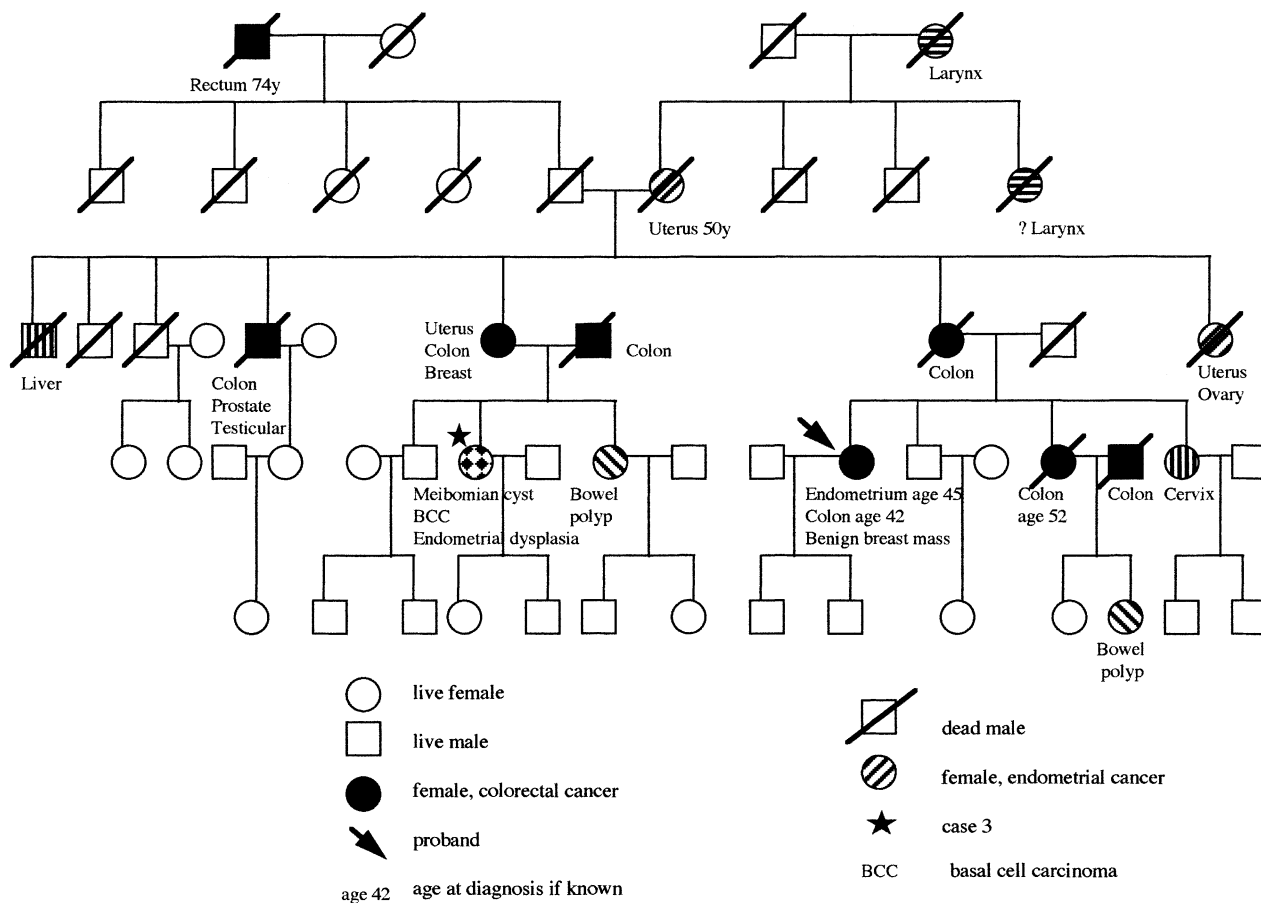 Rectum 74y
Larynx
Uterus 50y
? Larynx
Liver
Colon
Prostate
Testicular
Uterus
Colon
Breast
Colon
Colon
Uterus
Ovary
Meibomian cyst
BCC
Endometrial dysplasia
Bowel
polyp
Endometrium age 45
Colon age 42
Benign breast mass
Colon
age 52
Colon
Cervix
Bowel
polyp
live female
live male
female, colorectal cancer
proband
age 42 age at diagnosis if known
dead male
female, endometrial cancer
case 3
BCC basal cell carcinoma